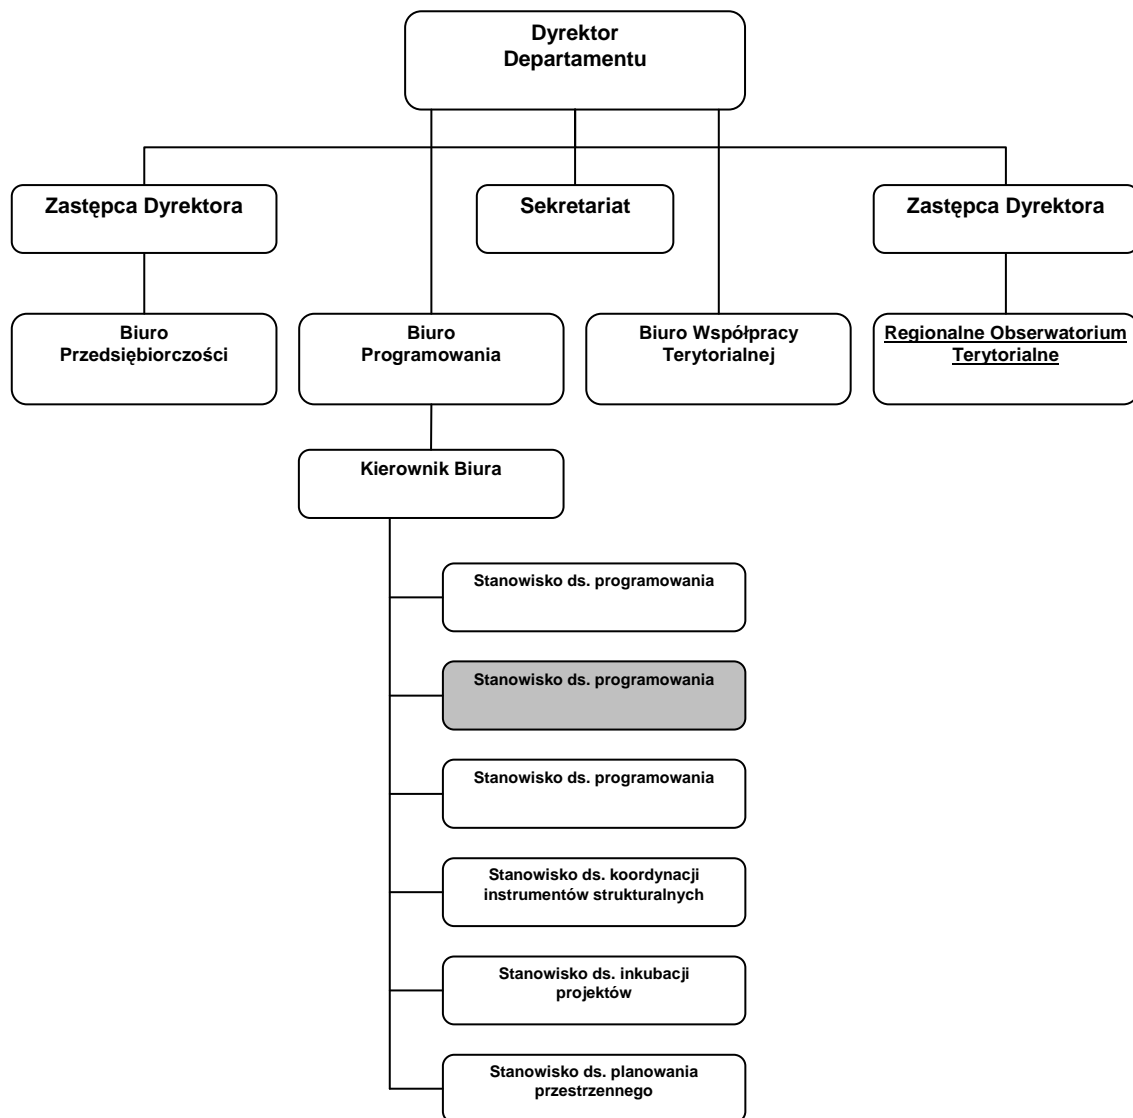 Dyrektor
Departamentu
Zastępca Dyrektora
Sekretariat
Zastępca Dyrektora
Biuro
Przedsiębiorczości
Biuro
Programowania
Biuro Współpracy
Terytorialnej
Regionalne Obserwatorium
Terytorialne
Kierownik Biura
Stanowisko ds. programowania
Stanowisko ds. programowania
Stanowisko ds. programowania
Stanowisko ds. koordynacji
instrumentów strukturalnych
Stanowisko ds. inkubacji
projektów
Stanowisko ds. planowania
przestrzennego